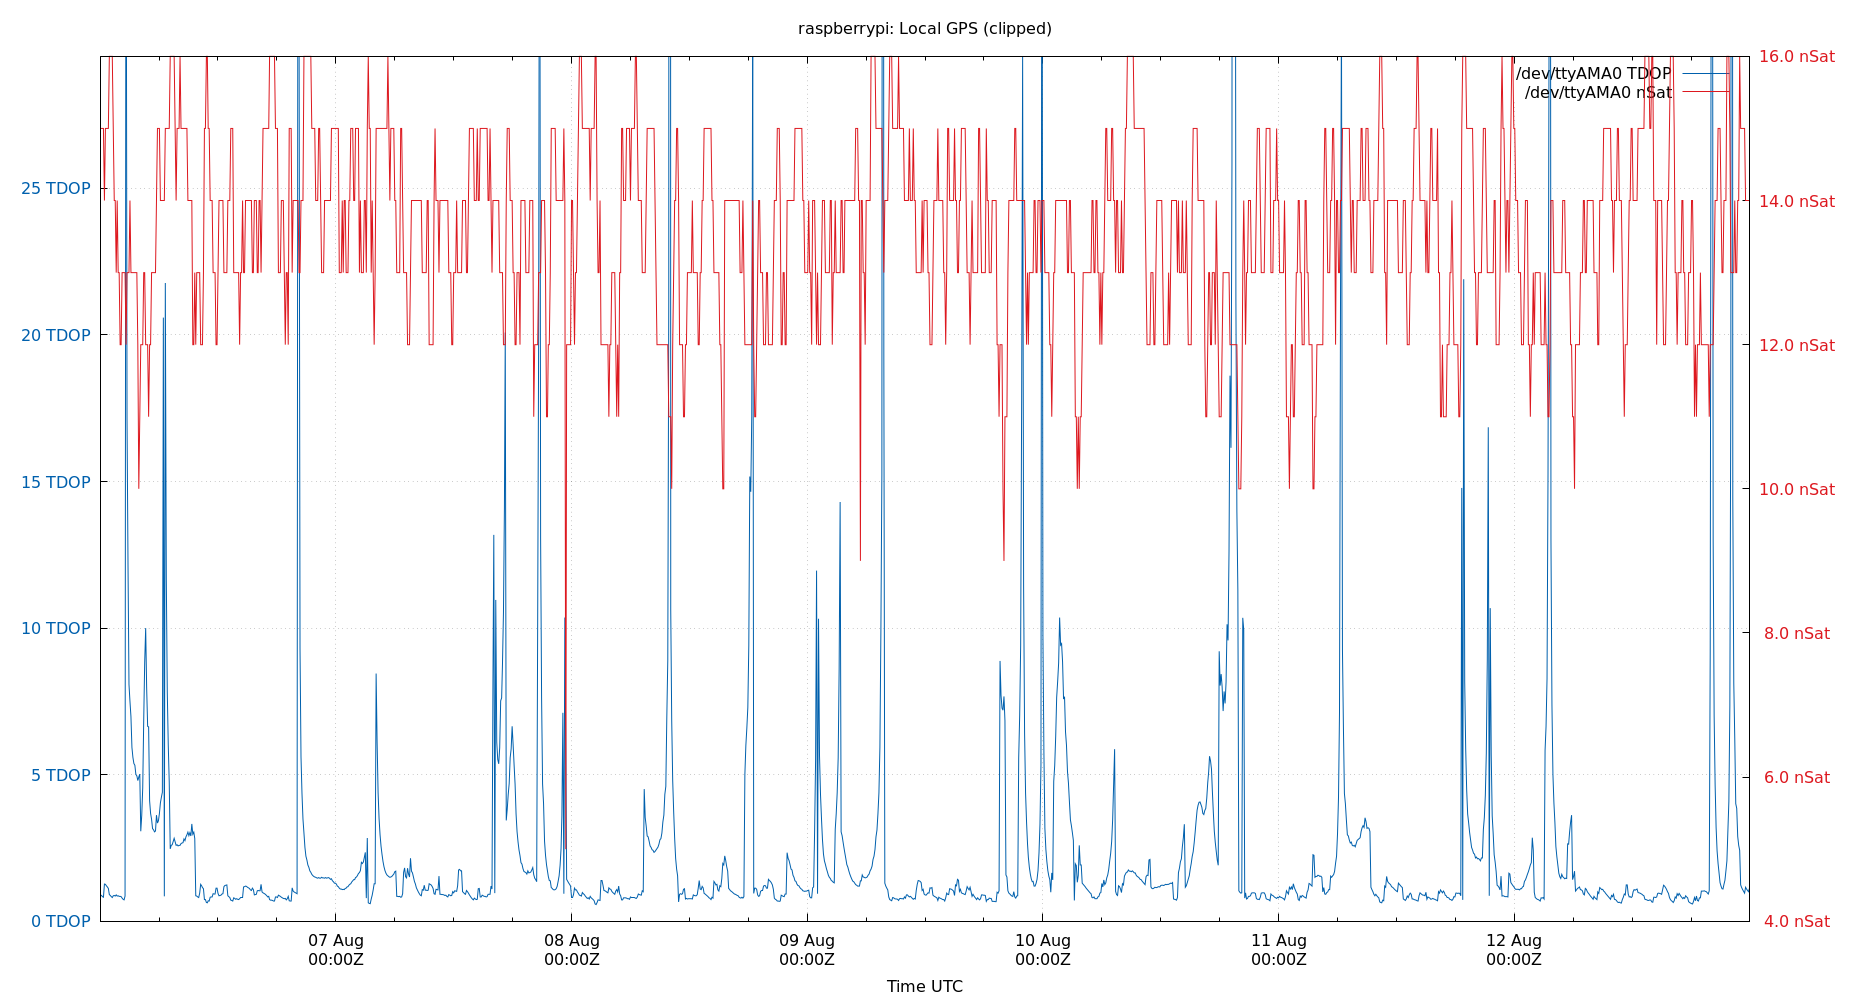 raspberrypi: Local GPS (clipped)
16.0 nSat
/dev/ttyAMA0 TDOP
/dev/ttyAMA0 nSat
25 TDOP
14.0 nSat
20 TDOP
12.0 nSat
15 TDOP
10.0 nSat
10 TDOP
8.0 nSat
5 TDOP
6.0 nSat
0 TDOP
4.0 nSat
07 Aug 08 Aug 09 Aug 10 Aug 11 Aug 12 Aug
00:00Z 00:00Z 00:00Z 00:00Z 00:00Z 00:00Z
Time UTC